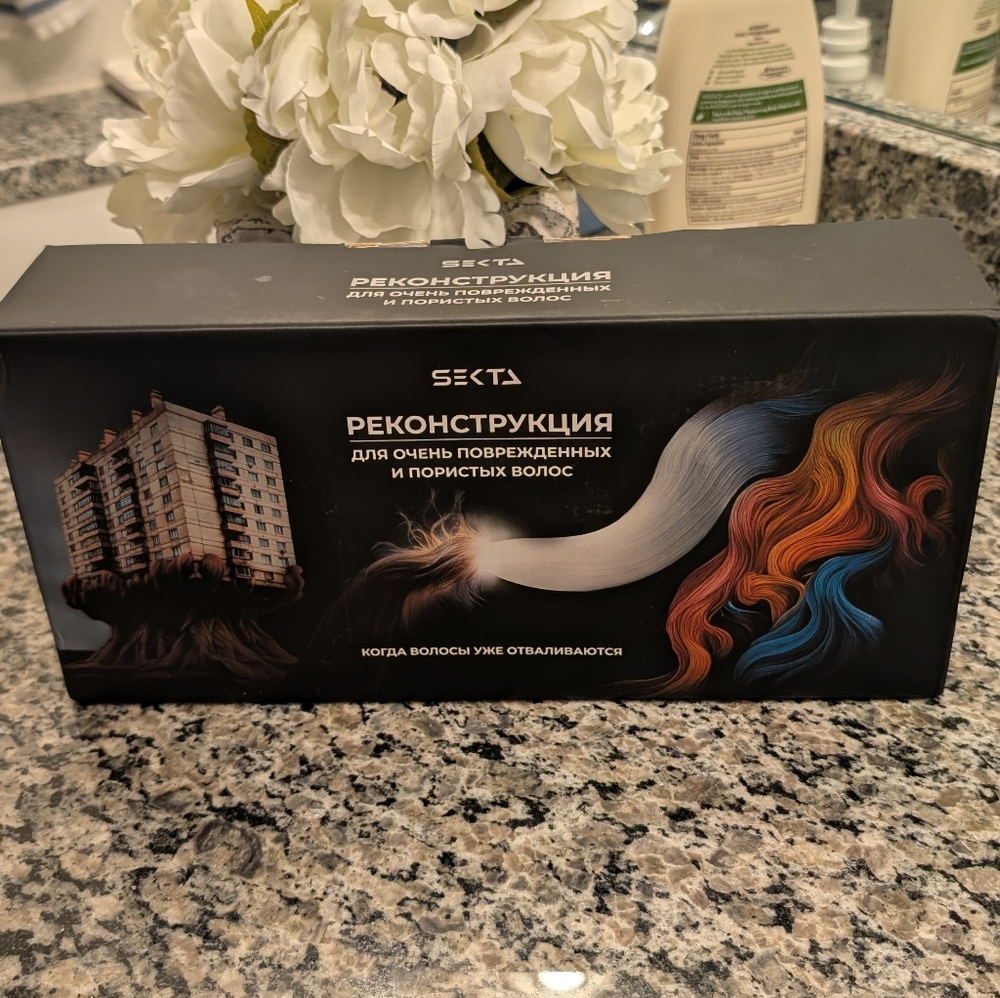 SEKTA
РЕКОНСТРУКЦИЯ
ДЛЯ ОЧЕНЬ ПОВРЕЖДЕННЫХ
И ПОРИСТЫХ ВОЛОС
SEKTA
РЕКОНСТРУКЦИЯ
ДЛЯ ОЧЕНЬ ПОВРЕЖДЕННЫХ
И ПОРИСТЫХ ВОЛОС
КОГДА ВОЛОСЫ УЖЕ ОТВАЛИВАЮТСЯ